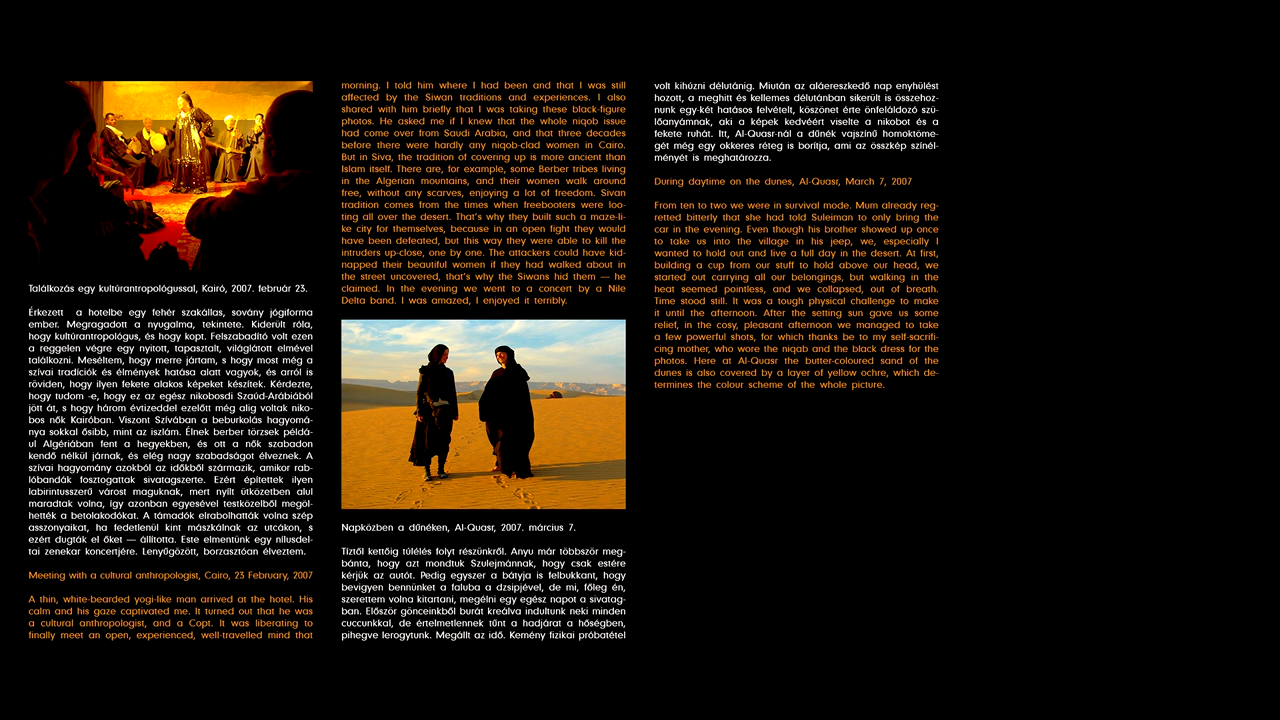 Találkozás egy kultúrantropológussal, Kairó, 2007. február 23.
Érkezett a hotelbe egy fehér szakállas, sovány jógiforma
ember. Megragadott a nyugalma, tekintete. Kiderült róla,
hogy kultúrantropológus, és hogy kopt. Felszabadító volt ezen
a reggelen végre egy nyitott, tapasztalt, világlátott elmével
találkozni. Meséltem, hogy merre jártam, s hogy most még a
szívai tradíciók és élmények hatása alatt vagyok, és arról is
röviden, hogy ilyen fekete alakos képeket készítek. Kérdezte,
hogy tudom -e, hogy ez az egész nikobosdi Szaúd-Arábiából
jött át, s hogy három évtizeddel ezelőtt még alig voltak niko-
bos nők Kairóban. Viszont Szívában a beburkolás hagyomá-
nya sokkal ősibb, mint az iszlám. Élnek berber törzsek példá-
ul Algériában fent a hegyekben, és ott a nők szabadon
kendő nélkül járnak, és elég nagy szabadságot élveznek. A
szívai hagyomány azokból az időkből származik, amikor rab-
lóbandák fosztogattak sivatagszerte. Ezért építettek ilyen
labirintusszerű várost maguknak, mert nyílt ütközetben alul
maradtak volna, így azonban egyesével testközelből megöl-
hették a betolakodókat. A támadók elrabolhatták volna szép
asszonyaikat, ha fedetlenül kint mászkálnak az utcákon, s
ezért dugták el őket — állította. Este elmentünk egy nílusdel-
tai zenekar koncertjére. Lenyűgözött, borzasztóan élveztem.
Meeting with a cultural anthropologist, Cairo, 23 February, 2007
A thin, white-bearded yogi-like man arrived at the hotel. His
calm and his gaze captivated me. It turned out that he was
a cultural anthropologist, and a Copt. It was liberating to
finally meet an open, experienced, well-travelled mind that
morning. I told him where I had been and that I was still
affected by the Siwan traditions and experiences. I also
shared with him briefly that I was taking these black-figure
photos. He asked me if I knew that the whole niqob issue
had come over from Saudi Arabia, and that three decades
before there were hardly any niqob-clad women in Cairo.
But in Siva, the tradition of covering up is more ancient than
Islam itself. There are, for example, some Berber tribes living
in the Algerian mountains, and their women walk around
free, without any scarves, enjoying a lot of freedom. Sivan
tradition comes from the times when freebooters were loo-
ting all over the desert. That's why they built such a maze-li-
ke city for themselves, because in an open fight they would
have been defeated, but this way they were able to kill the
intruders up-close, one by one. The attackers could have kid-
napped their beautiful women if they had walked about in
the street uncovered, that's why the Siwans hid them — he
claimed. In the evening we went to a concert by a Nile
Delta band. I was amazed, I enjoyed it terribly.
Napközben a dűnéken, Al-Quasr, 2007. március 7.
Tíztől kettőig túlélés folyt részünkről. Anyu már többször meg-
bánta, hogy azt mondtuk Szulejmánnak, hogy csak estére
kérjük az autót. Pedig egyszer a bátyja is felbukkant, hogy
bevigyen bennünket a faluba a dzsipjével, de mi, főleg én,
szerettem volna kitartani, megélni egy egész napot a sivatag-
ban. Először gönceinkből burát kreálva indultunk neki minden
cuccunkkal, de értelmetlennek tűnt a hadjárat a hőségben,
pihegve lerogytunk. Megállt az idő. Kemény fizikai próbatétel
volt kihúzni délutánig. Miután az aláereszkedő nap enyhülést
hozott, a meghitt és kellemes délutánban sikerült is összehoz-
nunk egy-két hatásos felvételt, köszönet érte önfeláldozó szü-
lőanyámnak, aki a képek kedvéért viselte a nikobot és a
fekete ruhát. Itt, Al-Quasr-nál a dűnék vajszínű homoktöme-
gét még egy okkeres réteg is borítja, ami az összkép színél-
ményét is meghatározza.
During daytime on the dunes, Al-Quasr, March 7, 2007
From ten to two we were in survival mode. Mum already reg-
retted bitterly that she had told Suleiman to only bring the
car in the evening. Even though his brother showed up once
to take us into the village in his jeep, we, especially I
wanted to hold out and live a full day in the desert. At first,
building a cup from our stuff to hold above our head, we
started out carrying all our belongings, but walking in the
heat seemed pointless, and we collapsed, out of breath.
Time stood still. It was a tough physical challenge to make
it until the afternoon. After the setting sun gave us some
relief, in the cosy, pleasant afternoon we managed to take
a few powerful shots, for which thanks be to my self-sacrifi-
cing mother, who wore the niqab and the black dress for the
photos. Here at Al-Quasr the butter-coloured sand of the
dunes is also covered by a layer of yellow ochre, which de-
termines the colour scheme of the whole picture.